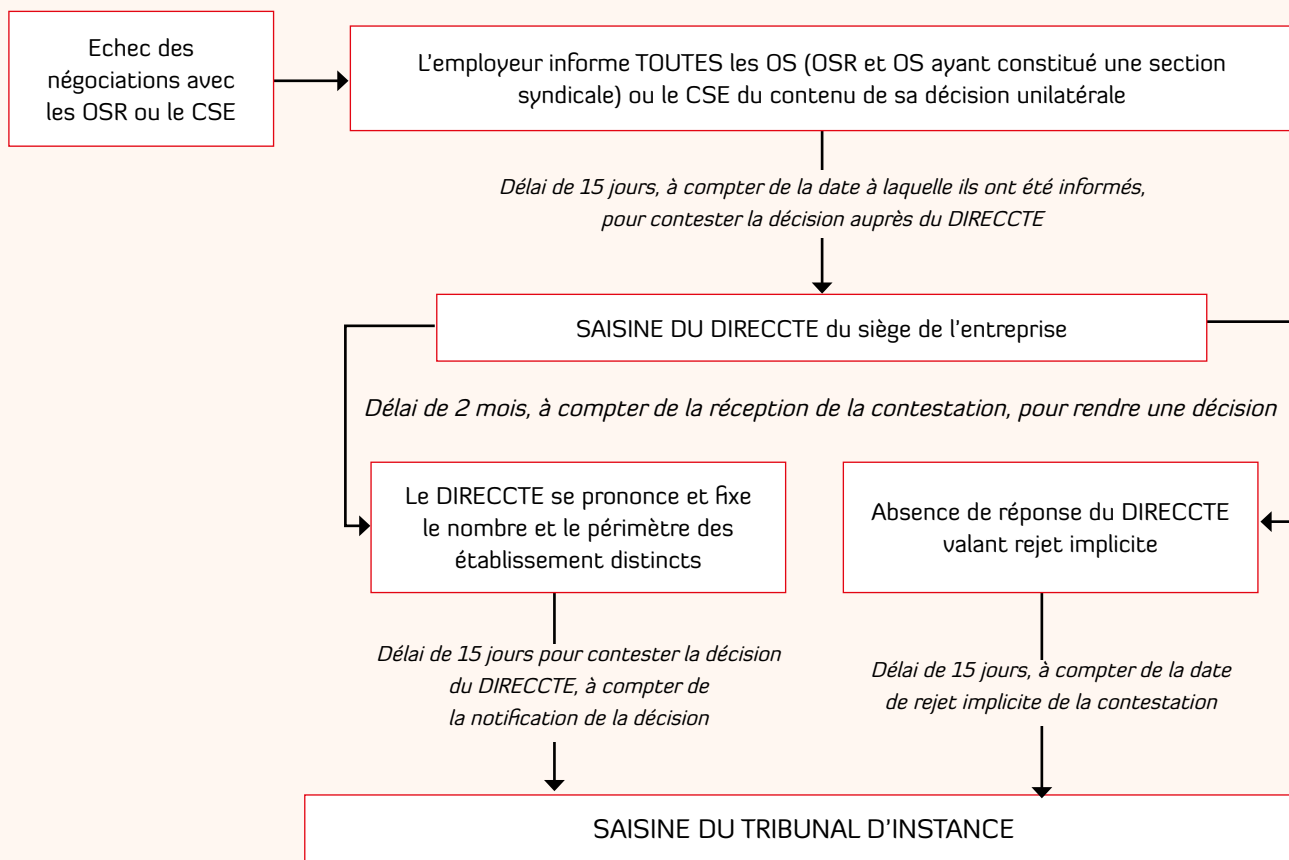 Echec des
négociations avec
les OSR ou le CSE
L'employeur informe TOUTES les OS (OSR et OS ayant constitué une section
syndicale) ou le CSE du contenu de sa décision unilatérale
Délai de 15 jours, à compter de la date à laquelle ils ont été informés,
pour contester la décision auprès du DIRECCTE
SAISINE DU DIRECCTE du siège de l'entreprise
Délai de 2 mois, à compter de la réception de la contestation, pour rendre une décision
Le DIRECCTE se prononce et fixe
le nombre et le périmètre des
établissement distincts
Absence de réponse du DIRECCTE
valant rejet implicite
Délai de 15 jours pour contester la décision
du DIRECCTE, à compter de
la notification de la décision
Délai de 15 jours, à compter de la date
de rejet implicite de la contestation
SAISINE DU TRIBUNAL D'INSTANCE